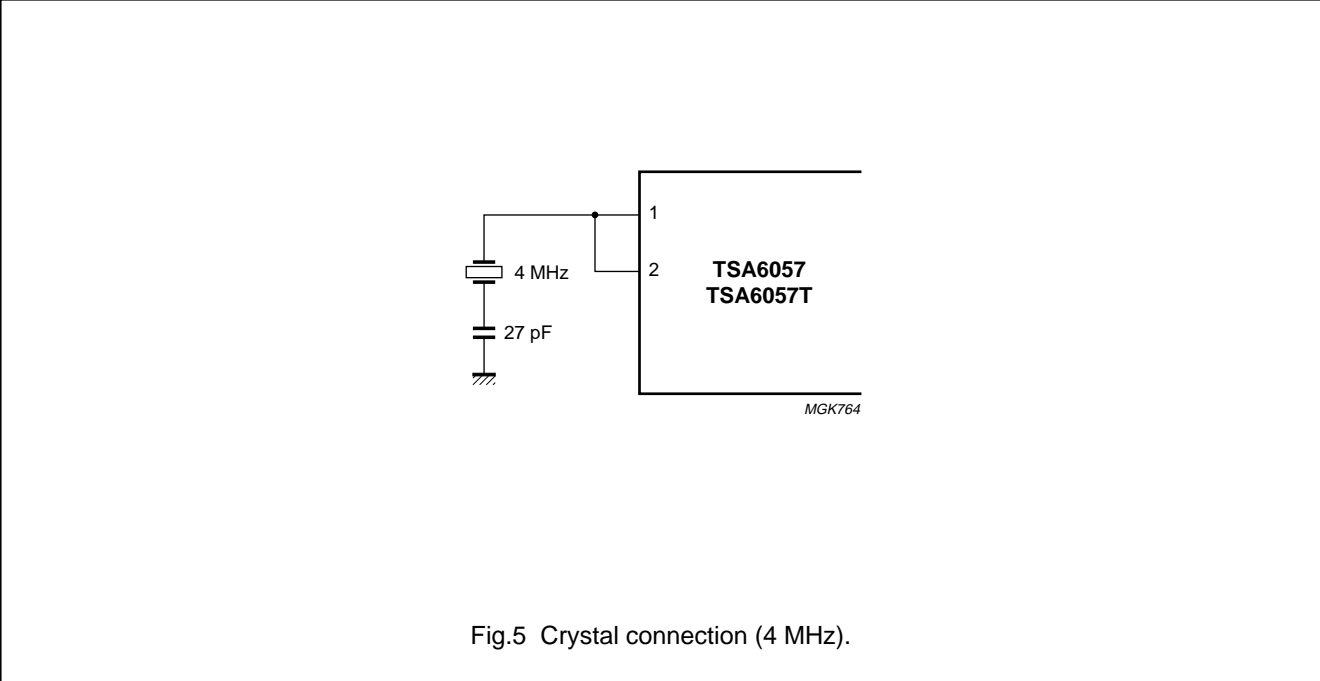 1
4 MHz
2
TSA6057
TSA6057T
27 pF
MGK764
Fig.5 Crystal connection (4 MHz).